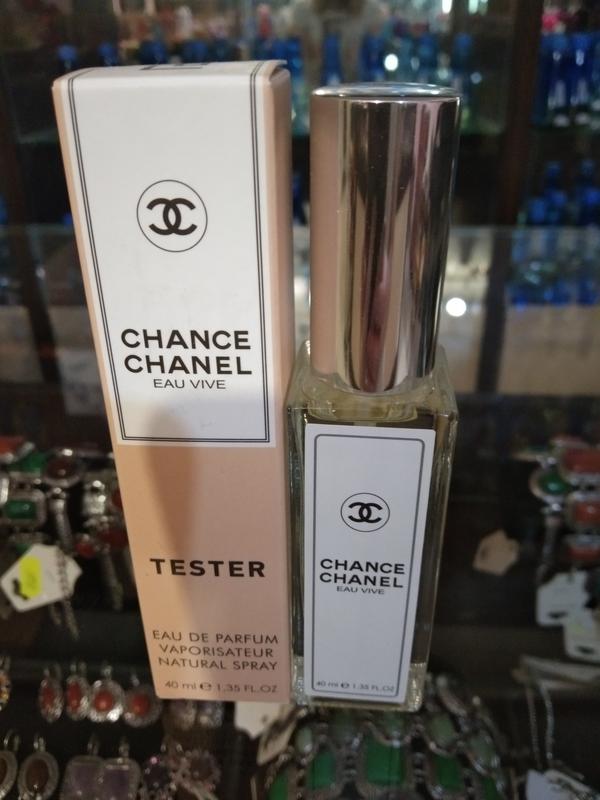 CHANCE
CHANEL
EAU VIVE
TESTER
EAU DE PARFUM
VAPORISATEUR
NATURAL SPRAY
40 ml e 1,35 FL.OZ
CHANCE
CHANEL
EAU VIVE
40 ml e 1,35 FL.OZ